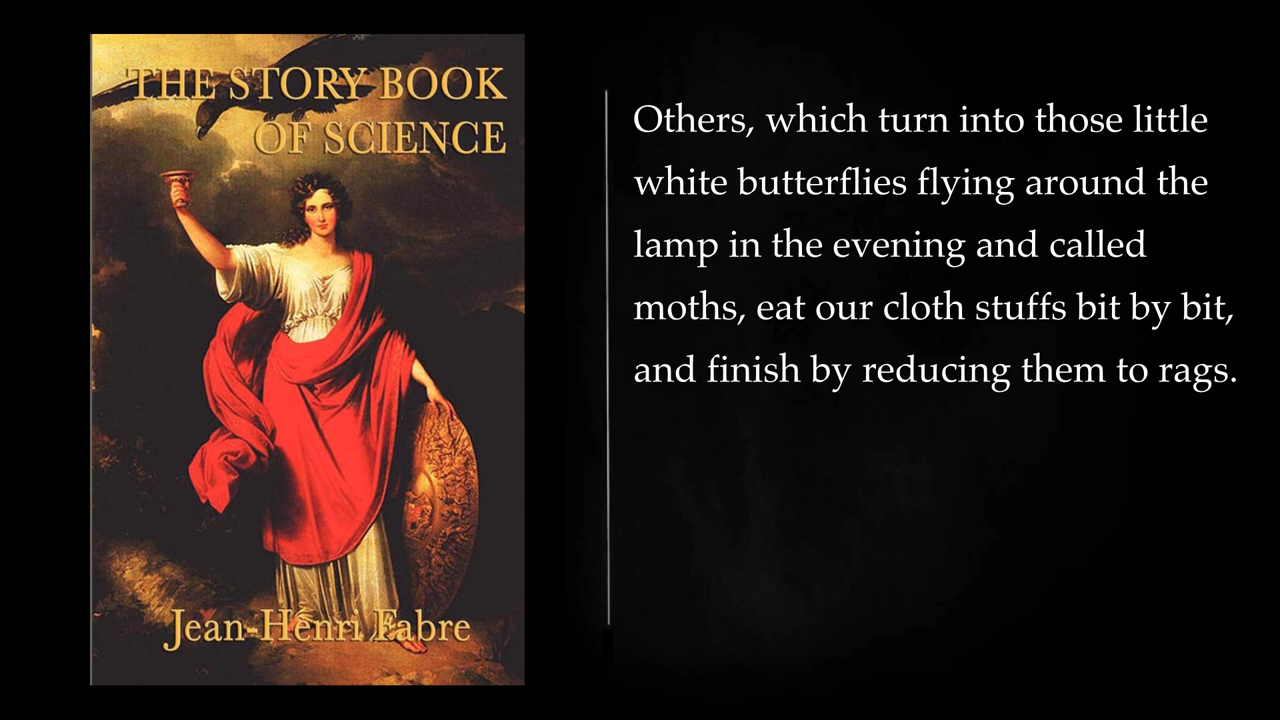 THE STORY BOOK
OF SCIENCE
Jean-Henri Fabre
Others, which turn into those little
white butterflies flying around the
lamp in the evening and called
moths, eat our cloth stuffs bit by bit,
and finish by reducing them to rags.